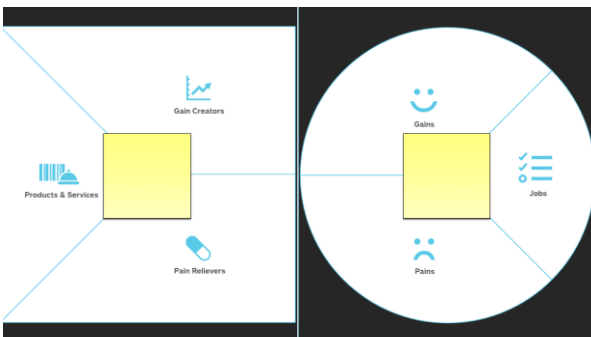 Gain Creators
Products & Services
Pain Relievers
Gains
Jobs
Pains